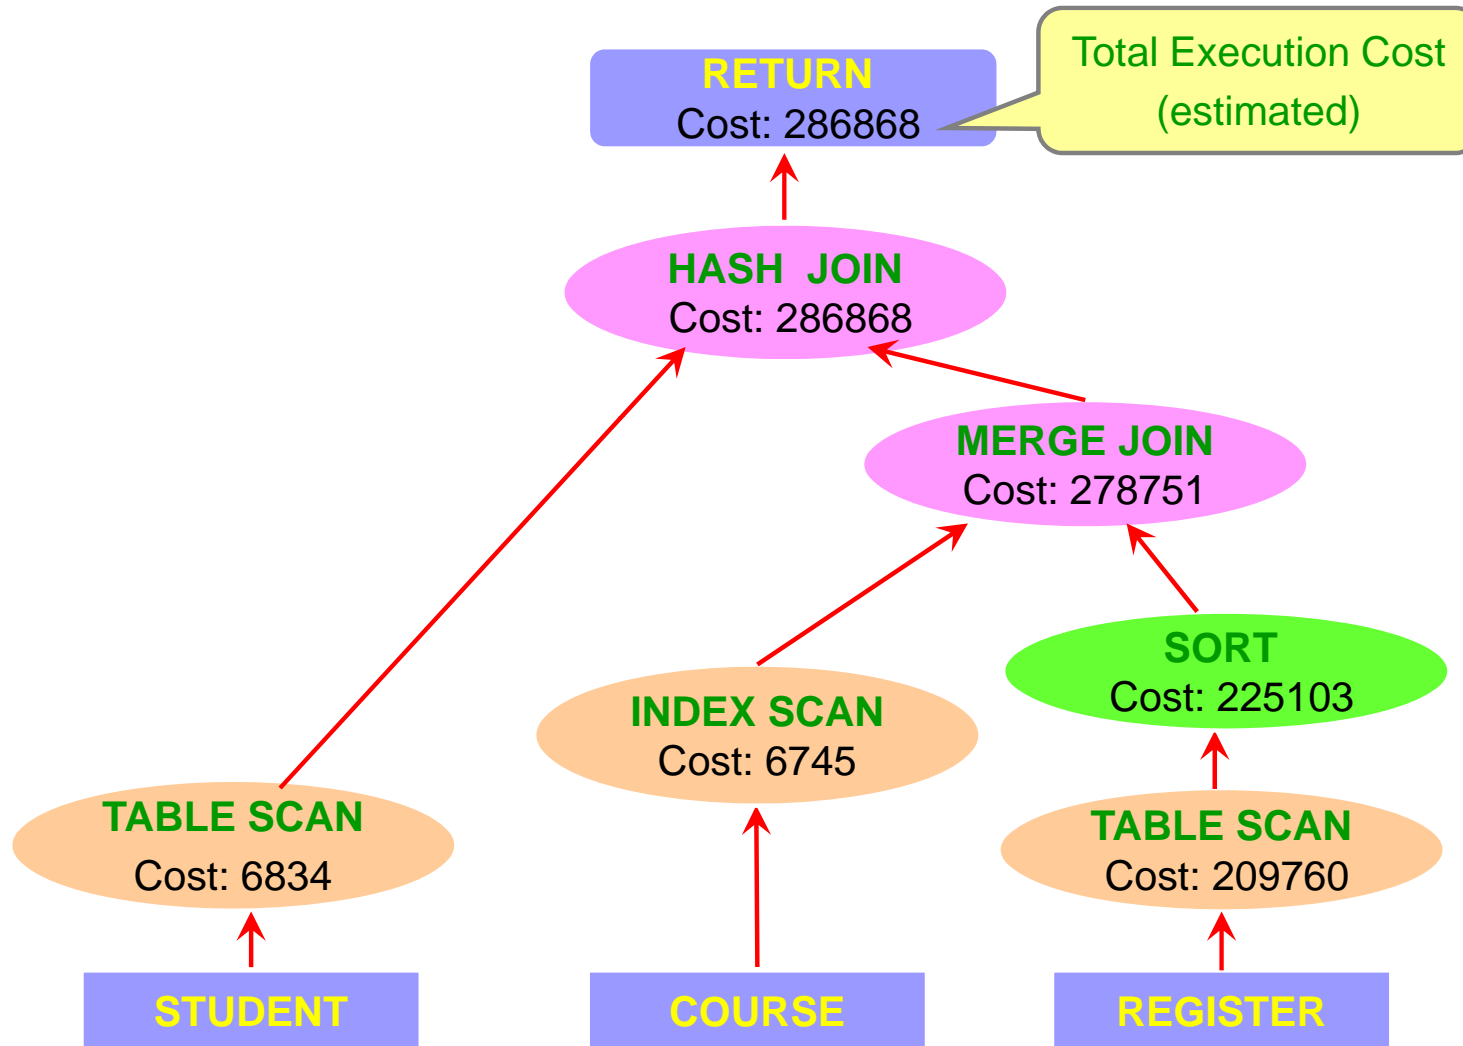 RETURN
Cost: 286868
Total Execution Cost
(estimated)
HASH JOIN
Cost: 286868
MERGE JOIN
Cost: 278751
SORT
Cost: 225103
INDEX SCAN
Cost: 6745
TABLE SCAN
Cost: 6834
TABLE SCAN
Cost: 209760
STUDENT
COURSE
REGISTER